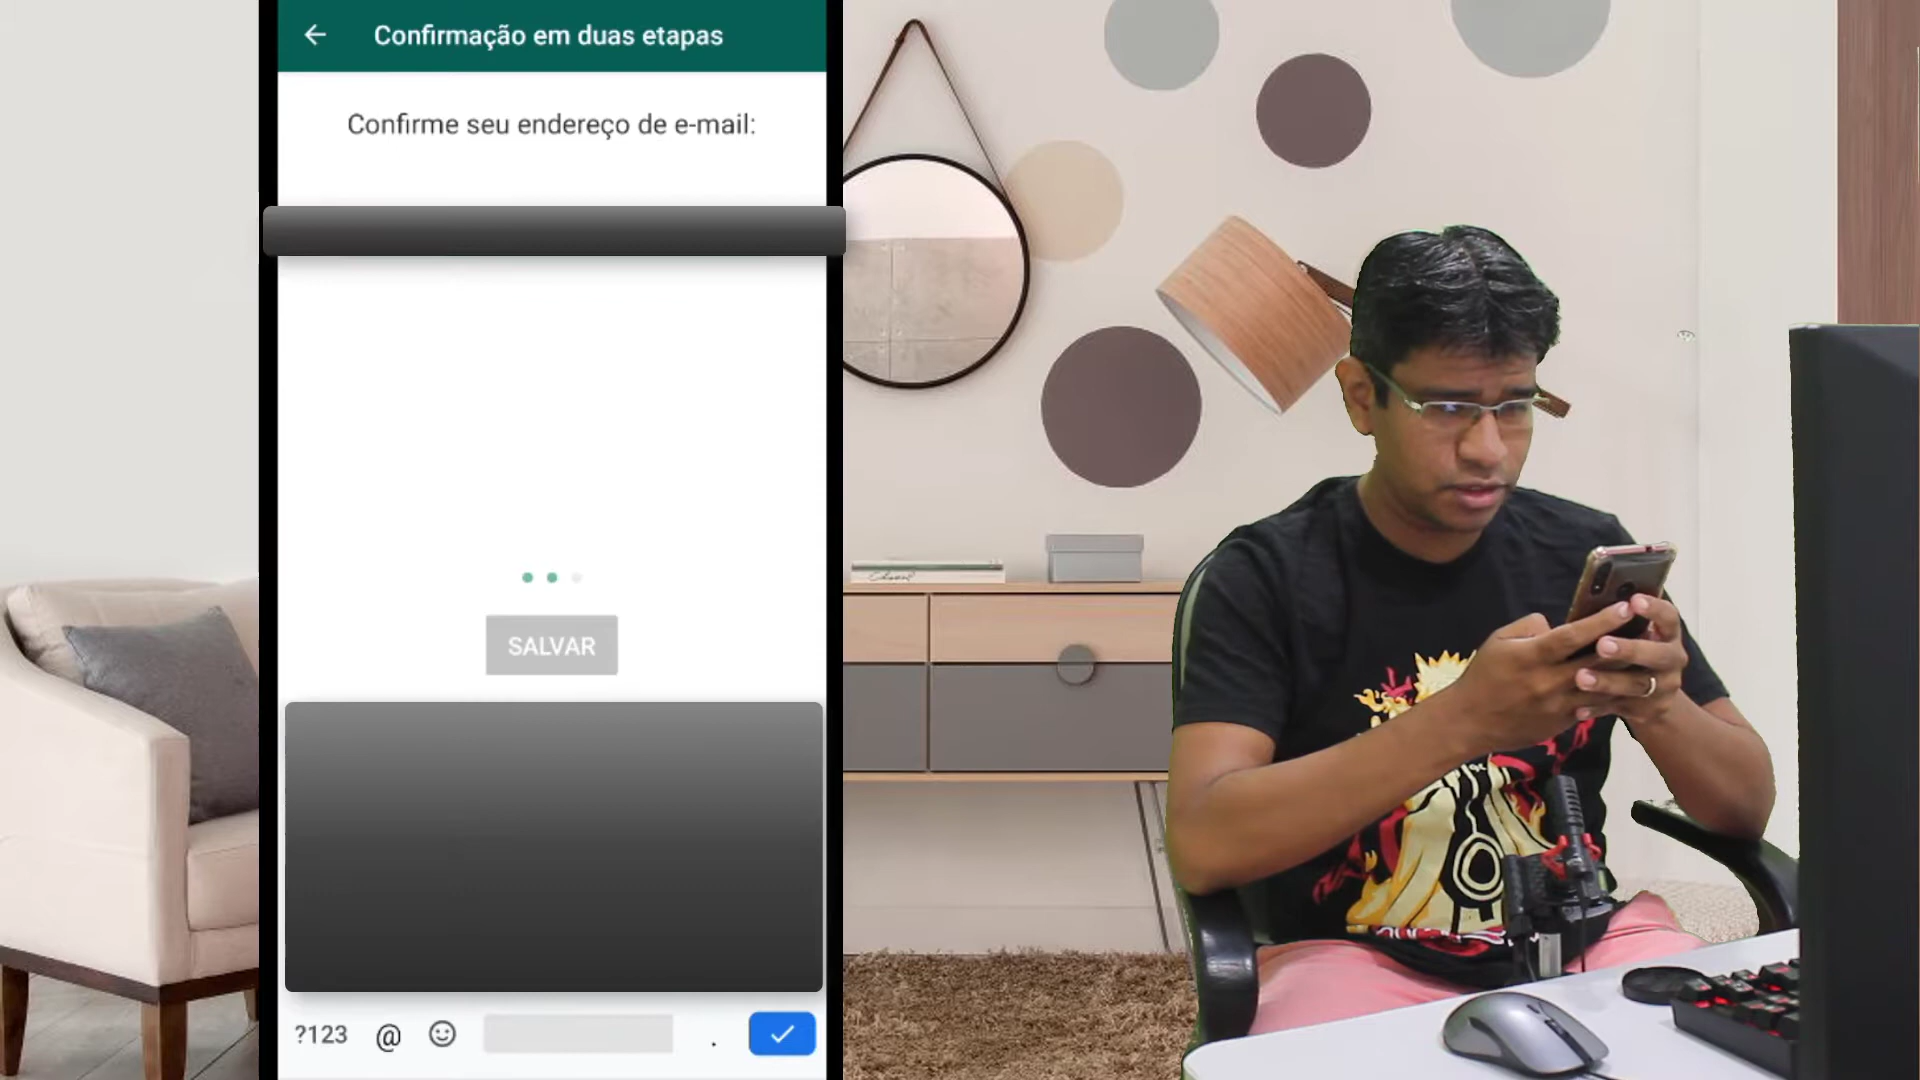 Confirmação em duas etapas
Confirme seu endereço de e-mail:
SALVAR
?123 @ .